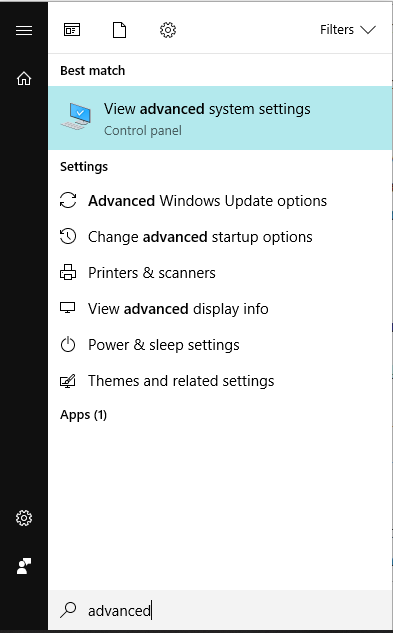 Filters
Best match
View advanced system settings
Control panel
Settings
Advanced Windows Update options
Change advanced startup options
Printers & scanners
View advanced display info
Power & sleep settings
Themes and related settings
Apps (1)
advanced